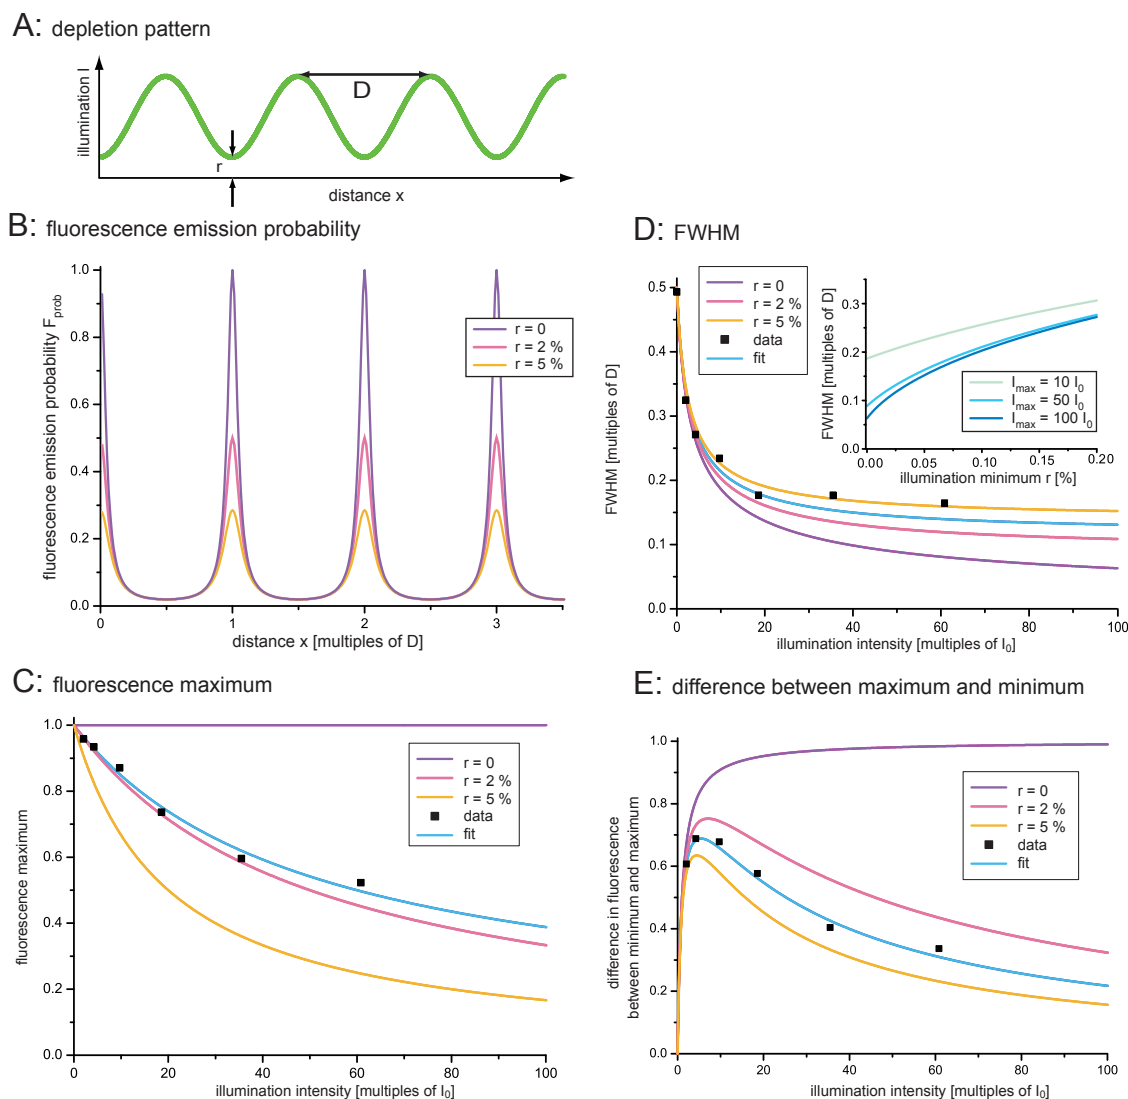 A: depletion pattern
illumination I
D
r
distance x
B: fluorescence emission probability
fluorescence emission probability F_prob
1.0
0.8
0.6
0.4
0.2
0.0
0
1
2
3
distance x [multiples of D]
r = 0
r = 2 %
r = 5 %
D: FWHM
FWHM [multiples of D]
0.5
0.4
0.3
0.2
0.1
0.0
0
20
40
60
80
100
illumination intensity [multiples of I_0]
r = 0
r = 2 %
r = 5 %
data
fit
FWHM [multiples of D]
0.3
0.2
0.1
0.0
0.00
0.05
0.10
0.15
0.20
illumination minimum r [%]
I_max = 10 I_0
I_max = 50 I_0
I_max = 100 I_0
C: fluorescence maximum
fluorescence maximum
1.0
0.8
0.6
0.4
0.2
0.0
0
20
40
60
80
100
illumination intensity [multiples of I_0]
r = 0
r = 2 %
r = 5 %
data
fit
E: difference between maximum and minimum
difference in fluorescence
between minimum and maximum
1.0
0.8
0.6
0.4
0.2
0.0
0
20
40
60
80
100
illumination intensity [multiples of I_0]
r = 0
r = 2 %
r = 5 %
data
fit